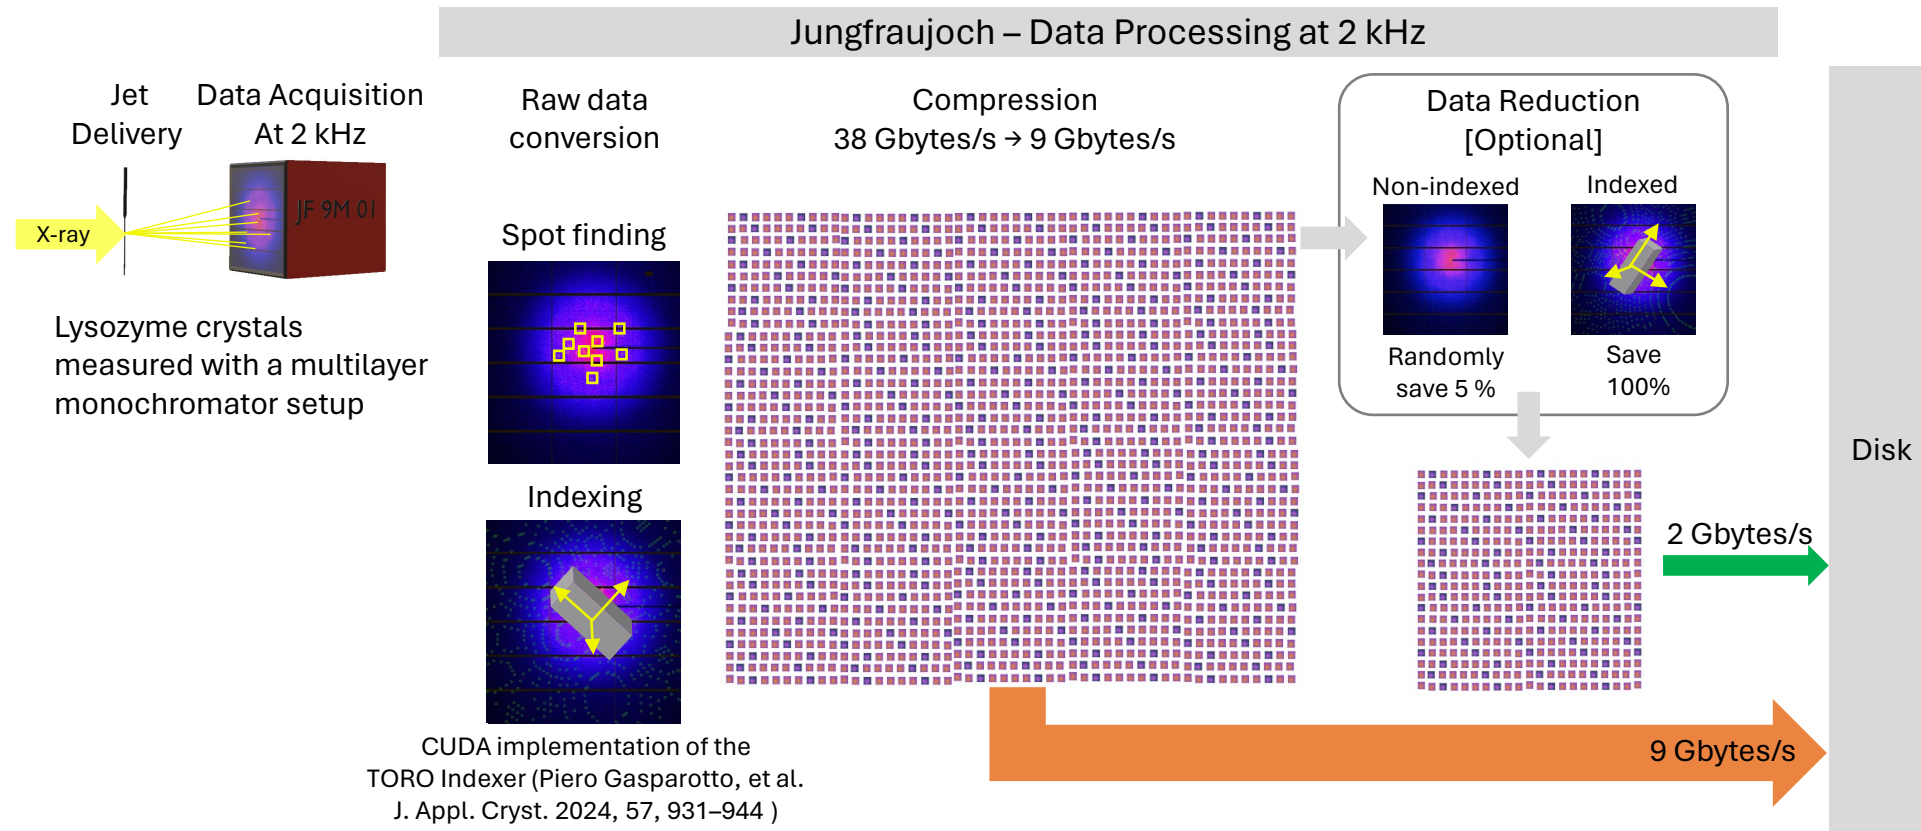 Jungfraujoch – Data Processing at 2 kHz
Jet
Delivery
Data Acquisition
At 2 kHz
X-ray
JF 9M 01
Lysozyme crystals
measured with a multilayer
monochromator setup
Raw data
conversion
Spot finding
Indexing
CUDA implementation of the
TORO Indexer (Piero Gasparotto, et al.
J. Appl. Cryst. 2024, 57, 931–944 )
Compression
38 Gbytes/s → 9 Gbytes/s
Data Reduction
[Optional]
Non-indexed
Randomly
save 5 %
Indexed
Save
100%
2 Gbytes/s
9 Gbytes/s
Disk